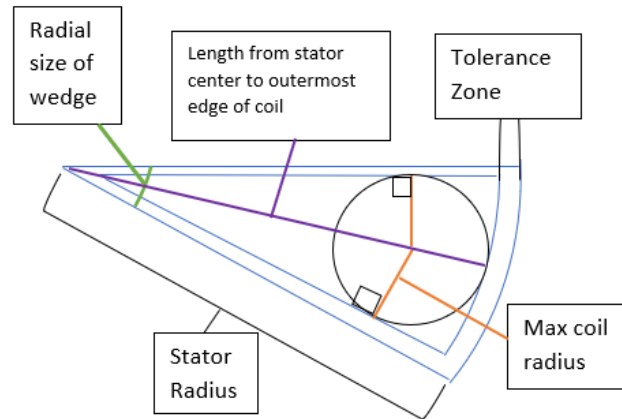 Radial
size of
wedge
Length from stator
center to outermost
edge of coil
Tolerance
Zone
Stator
Radius
Max coil
radius